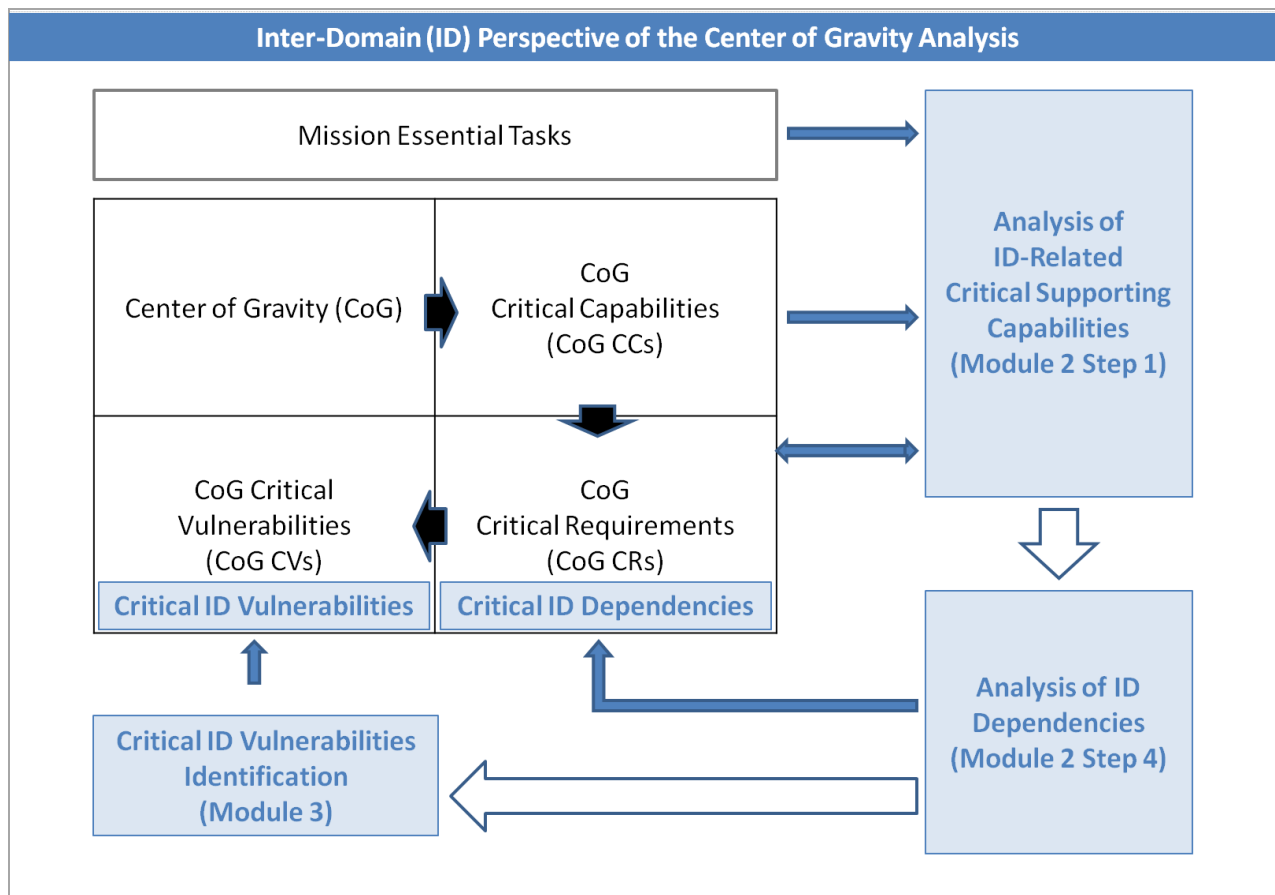 Inter-Domain (ID) Perspective of the Center of Gravity Analysis
Mission Essential Tasks
Center of Gravity (CoG)
CoG
Critical Capabilities
(CoG CCs)
CoG Critical
Vulnerabilities
(CoG CVs)
Critical ID Vulnerabilities
CoG
Critical Requirements
(CoG CRs)
Critical ID Dependencies
Analysis of
ID-Related
Critical Supporting
Capabilities
(Module 2 Step 1)
Analysis of ID
Dependencies
(Module 2 Step 4)
Critical ID Vulnerabilities
Identification
(Module 3)